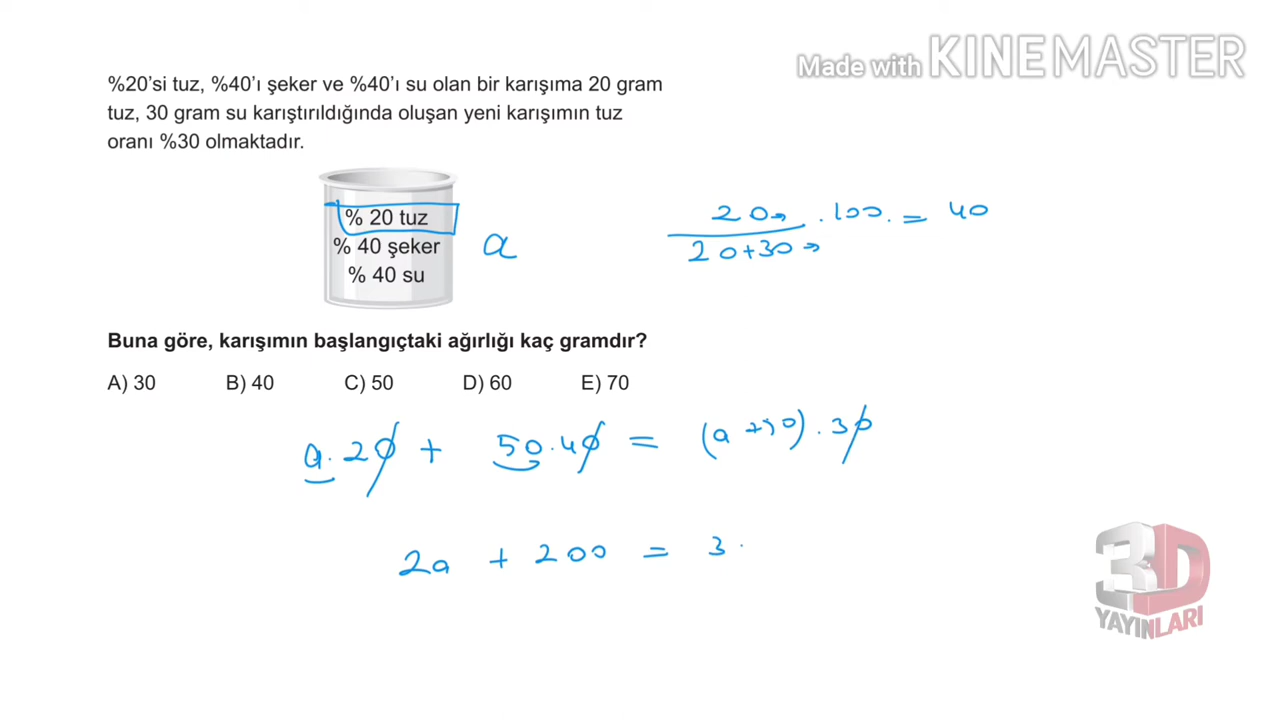 Made with KINEMASTER
%20'si tuz, %40'ı şeker ve %40'ı su olan bir karışıma 20 gram
tuz, 30 gram su karıştırıldığında oluşan yeni karışımın tuz
oranı %30 olmaktadır.
% 20 tuz
% 40 şeker
% 40 su
a
20 .100. = 40
20+30
Buna göre, karışımın başlangıçtaki ağırlığı kaç gramdır?
A) 30 B) 40 C) 50 D) 60 E) 70
a.20 + 50.40 = (a+50).30
2a + 200 = 3.
3D
YAYINLARI